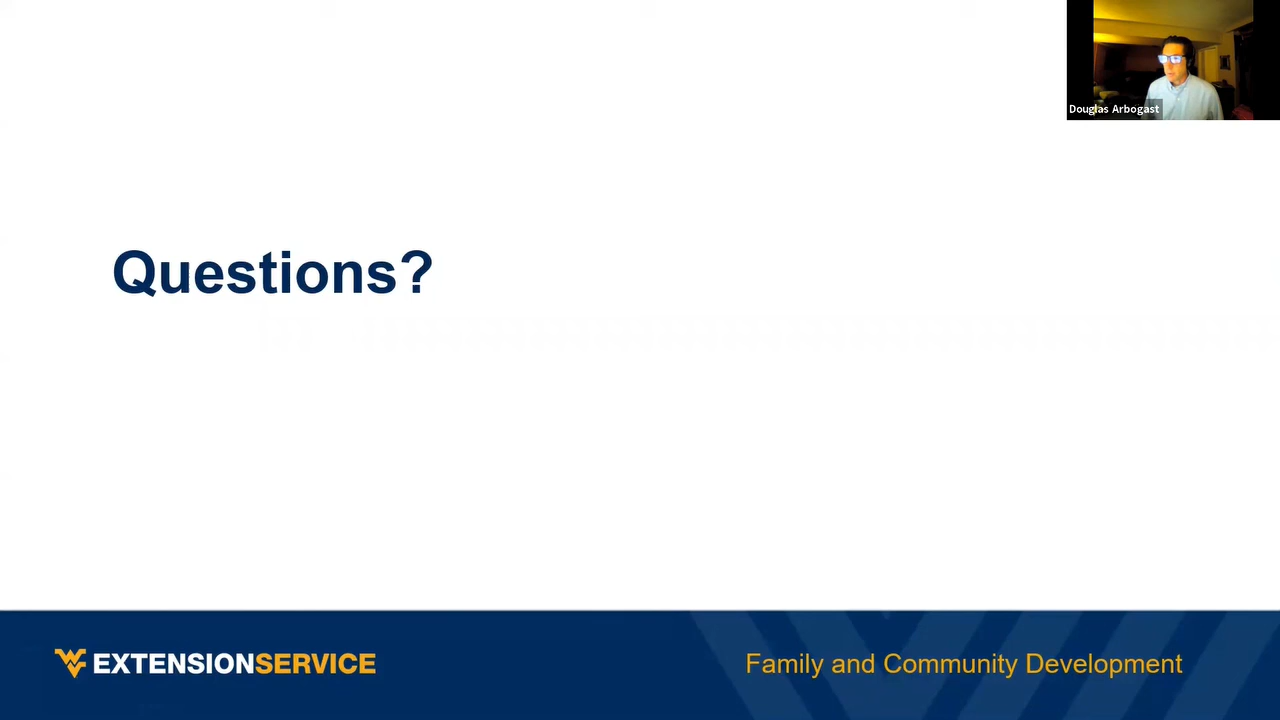 Douglas Arbogast
Questions?
EXTENSIONSERVICE
Family and Community Development